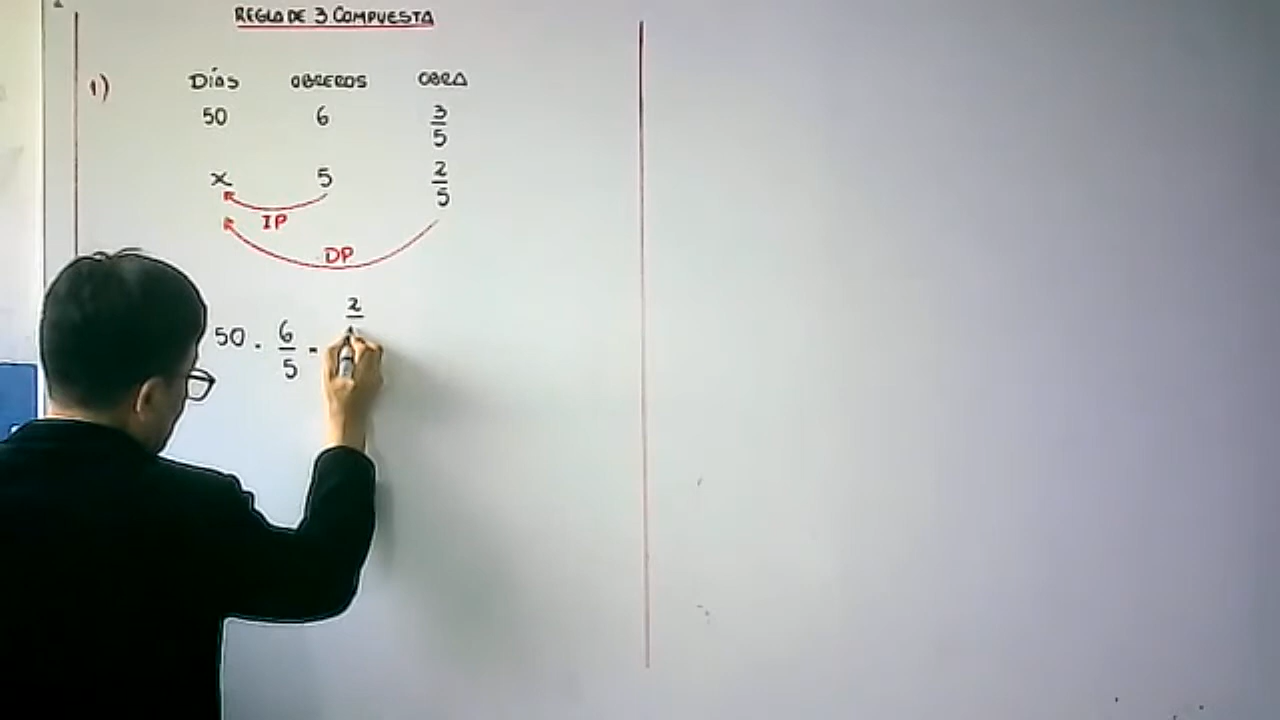 REGLA DE 3 COMPUESTA
1)
DÍAS OBREROS OBRA
50 6 3/5
x 5 2/5
IP
DP
50 . 6/5 . 2